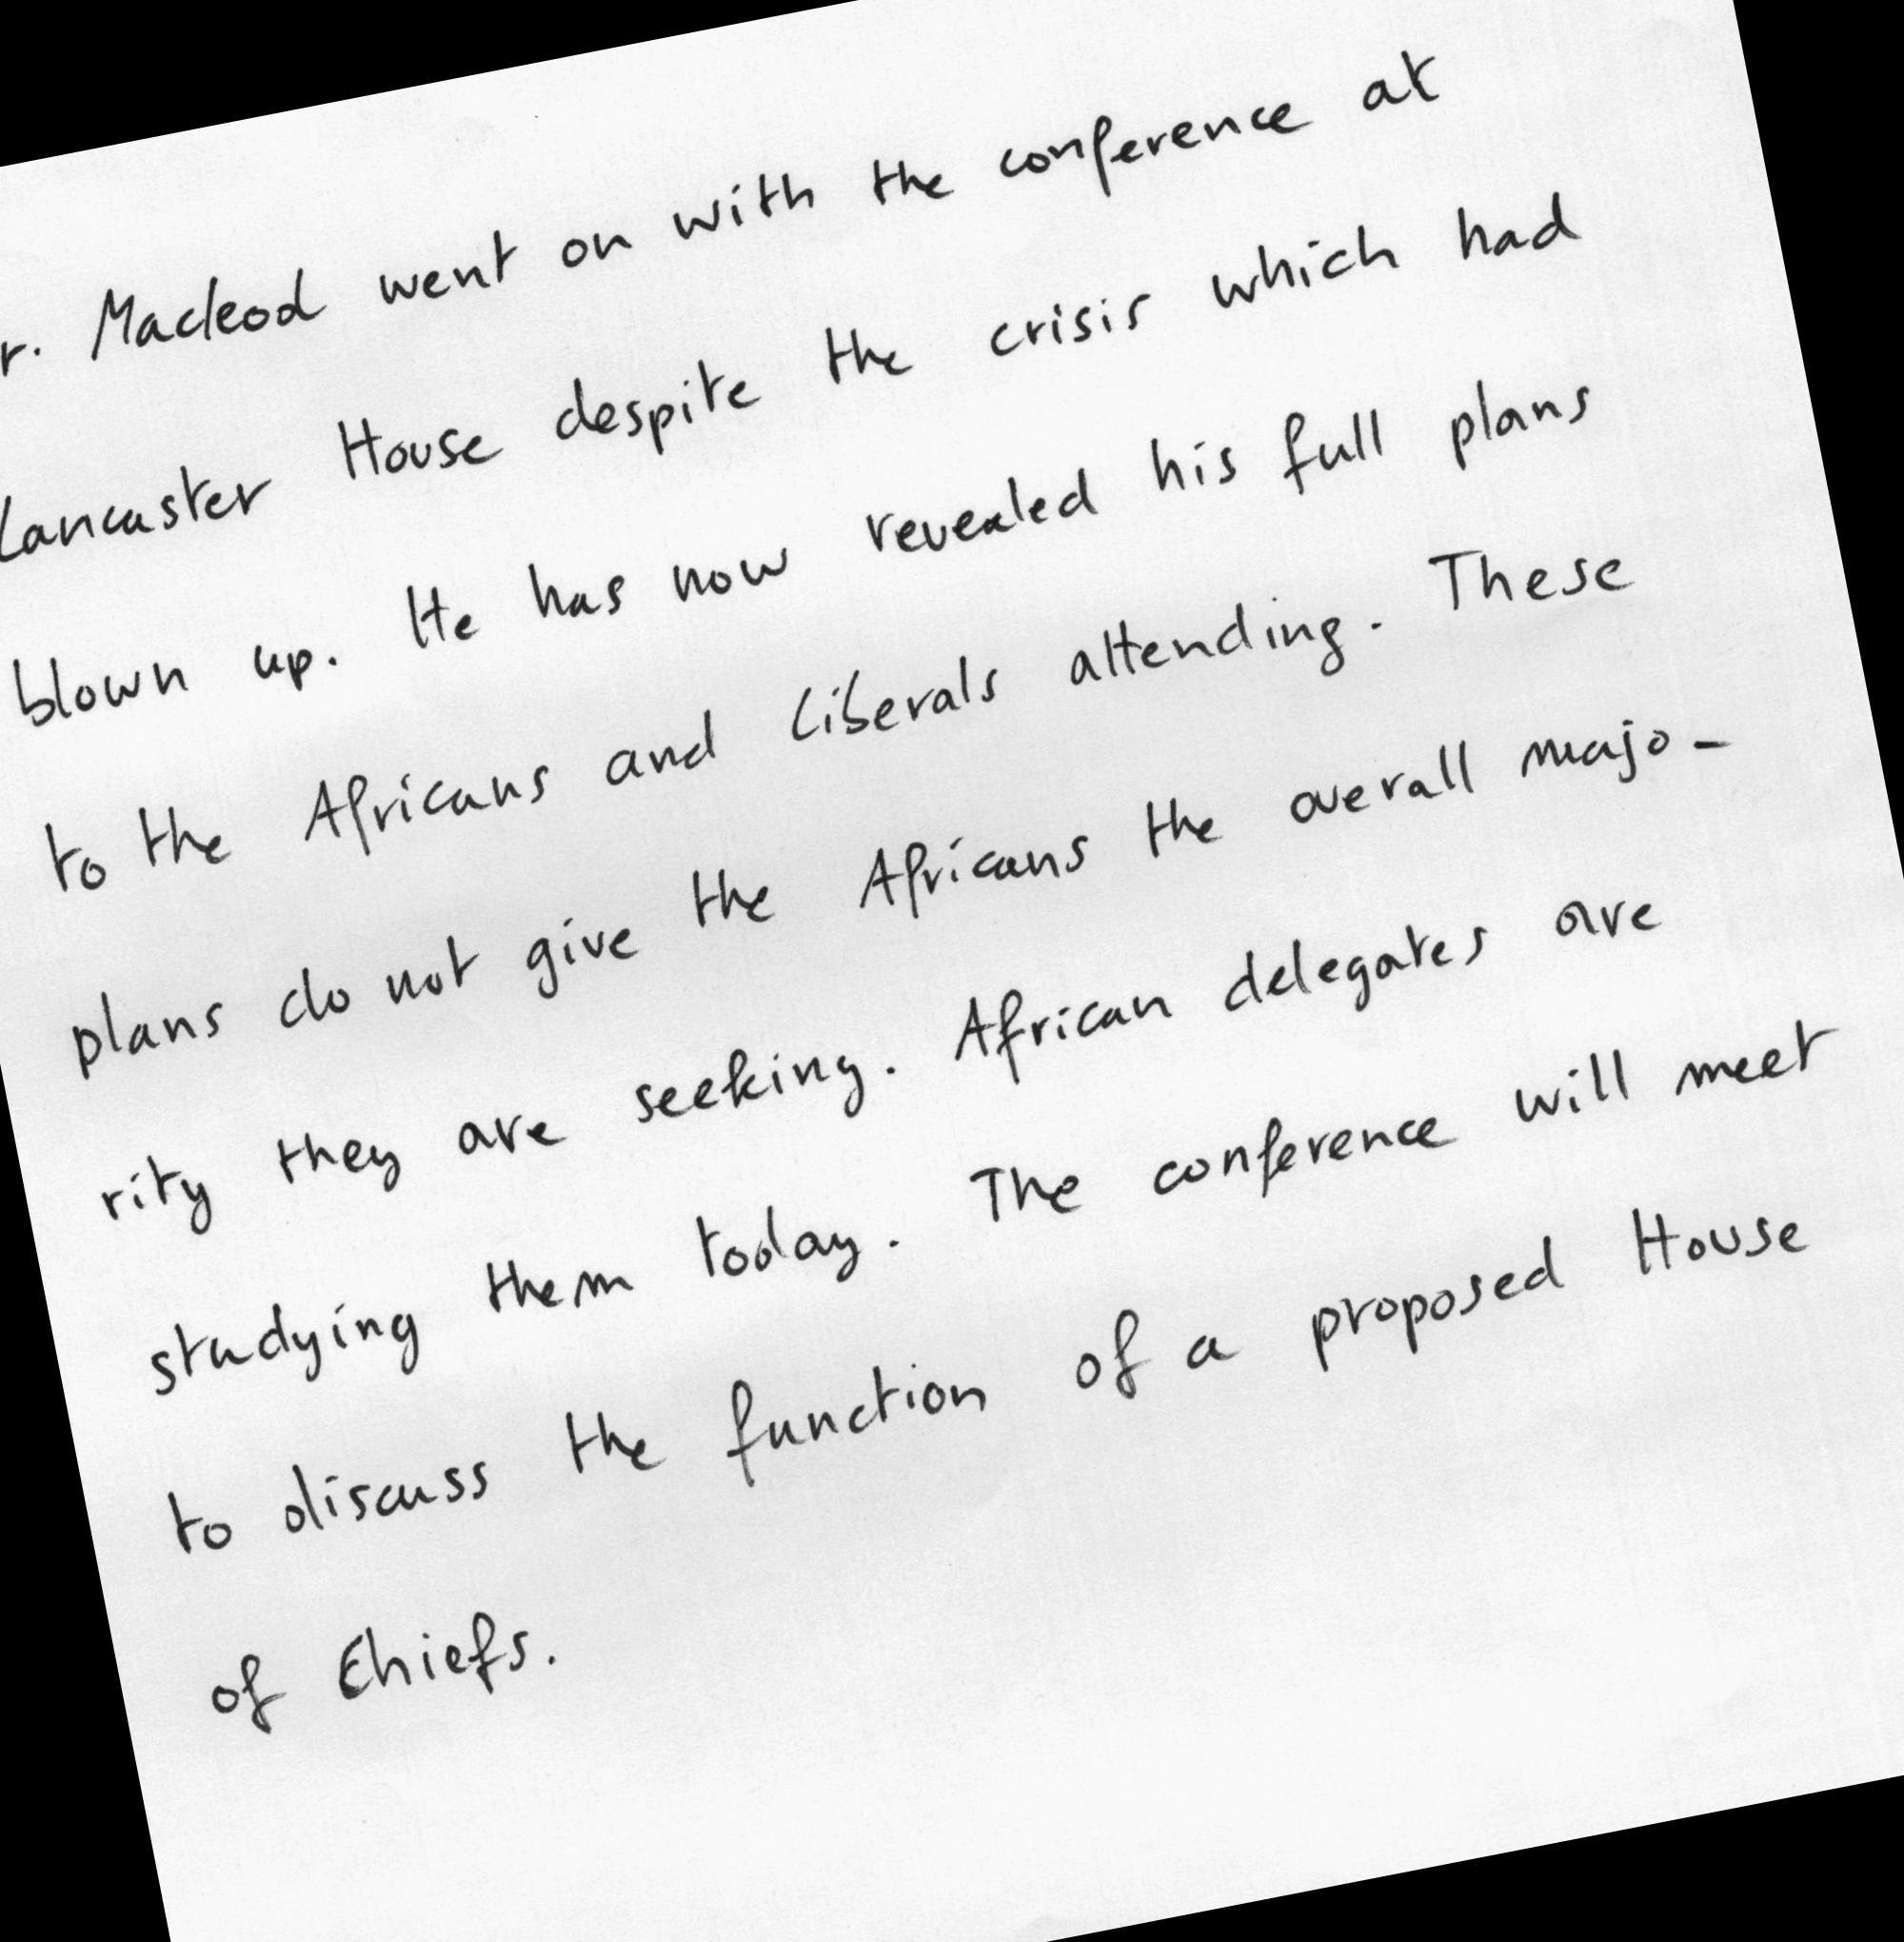 r. Macleod went on with the conference at
Lancaster House despite the crisis which had
blown up. He has now revealed his full plans
to the Africans and Liberals attending. These
plans do not give the Africans the overall majo-
rity they are seeking. African delegates are
studying them today. The conference will meet
to discuss the function of a proposed House
of Chiefs.